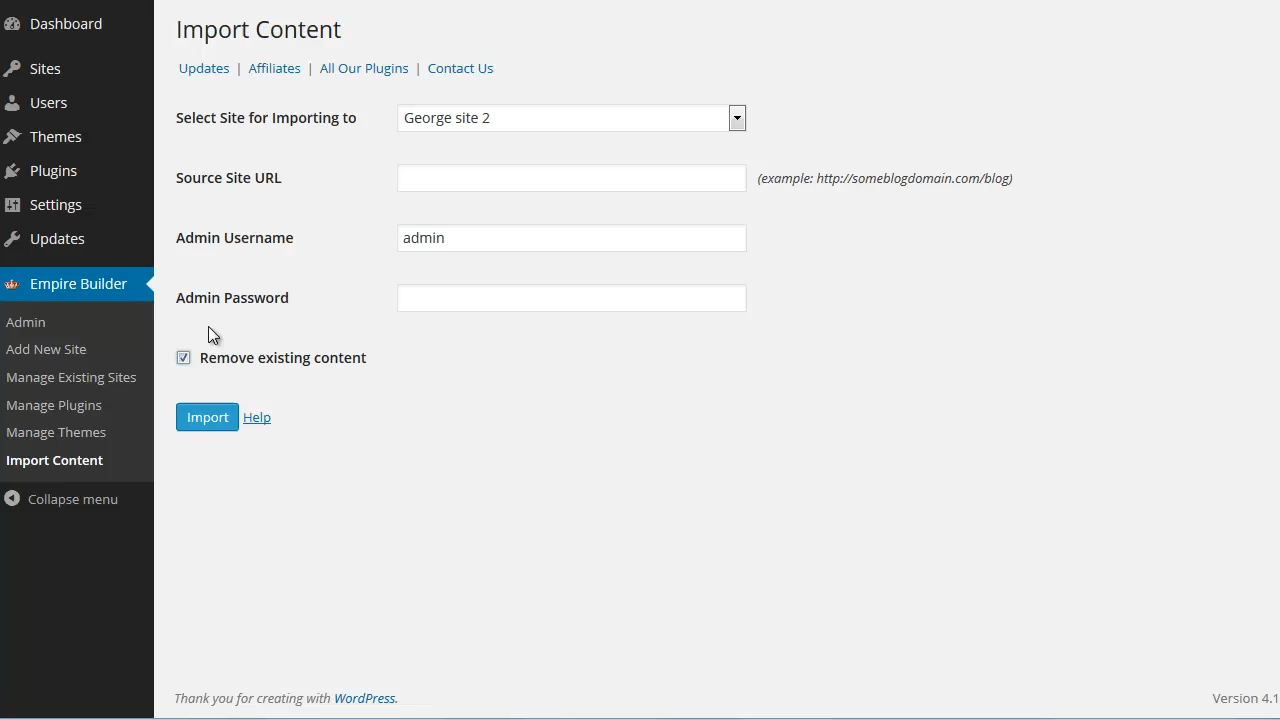 Dashboard
Sites
Users
Themes
Plugins
Settings
Updates
Empire Builder
Admin
Add New Site
Manage Existing Sites
Manage Plugins
Manage Themes
Import Content
Collapse menu
Import Content
Updates | Affiliates | All Our Plugins | Contact Us
Select Site for Importing to George site 2
Source Site URL (example: http://someblogdomain.com/blog)
Admin Username admin
Admin Password
Remove existing content
Import Help
Thank you for creating with WordPress. Version 4.1